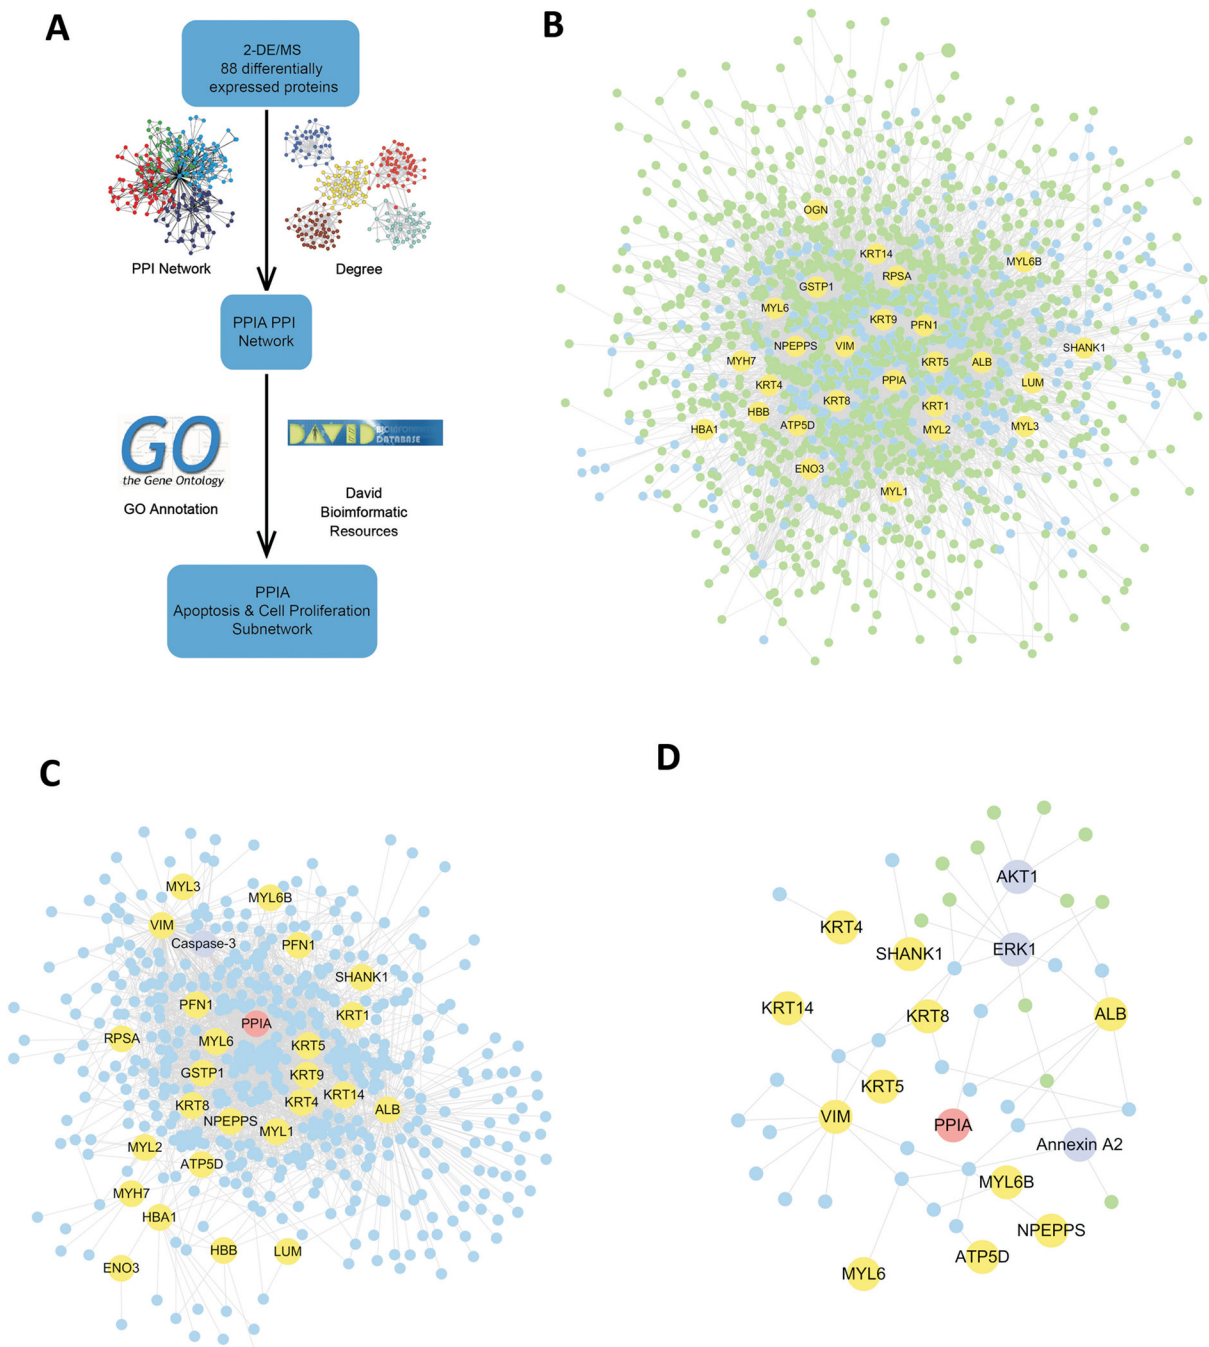 A
2-DE/MS
88 differentially
expressed proteins
PPI Network
Degree
PPIA PPI
Network
GO
the Gene Ontology
GO Annotation
DAVID
DATABASE
David
Bioinformatic
Resources
PPIA
Apoptosis & Cell Proliferation
Subnetwork
B
OGN
KRT14
MYL6B
RPSA
GSTP1
MYL6
KRT9
PFN1
NPEPPS
VIM
SHANK1
MYH7
KRT5
ALB
PPIA
LUM
KRT4
KRT8
KRT1
HBB
ATP5D
MYL3
HBA1
MYL2
ENO3
MYL1
C
MYL3
MYL6B
VIM
Caspase-3
PFN1
SHANK1
PFN1
KRT1
PPIA
RPSA
MYL6
KRT5
GSTP1
KRT9
KRT14
KRT4
KRT8
ALB
NPEPPS
MYL1
MYL2
ATP5D
MYH7
HBA1
HBB
LUM
ENO3
D
AKT1
KRT4
SHANK1
ERK1
KRT14
KRT8
ALB
KRT5
VIM
PPIA
Annexin A2
MYL6B
NPEPPS
ATP5D
MYL6